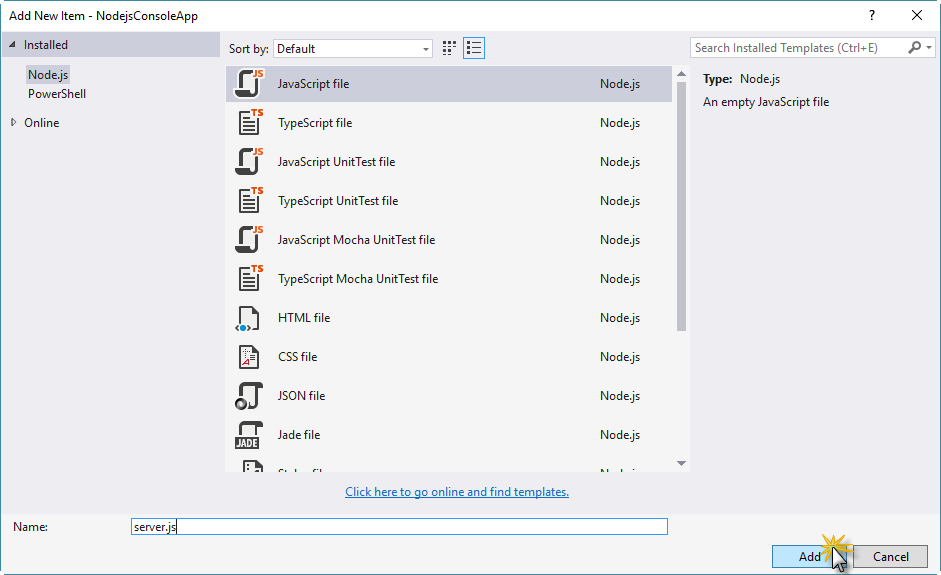 Add New Item - NodejsConsoleApp
Installed
Node.js
PowerShell
Online
Sort by: Default
Search Installed Templates (Ctrl+E)
JS JavaScript file Node.js
TS TypeScript file Node.js
JS JavaScript UnitTest file Node.js
TS TypeScript UnitTest file Node.js
JS JavaScript Mocha UnitTest file Node.js
TS TypeScript Mocha UnitTest file Node.js
HTML file Node.js
CSS file Node.js
JSON file Node.js
JADE Jade file Node.js
Type: Node.js
An empty JavaScript file
Click here to go online and find templates.
Name: server.js
Add Cancel